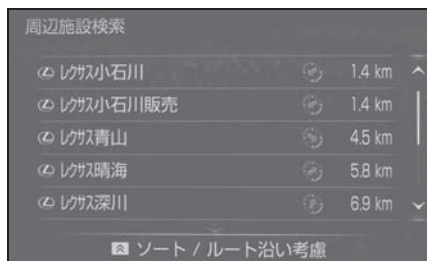 周辺施設検索
レクサス小石川 1.4 km
レクサス小石川販売 1.4 km
レクサス青山 4.5 km
レクサス晴海 5.8 km
レクサス深川 6.9 km
ソート / ルート沿い考慮